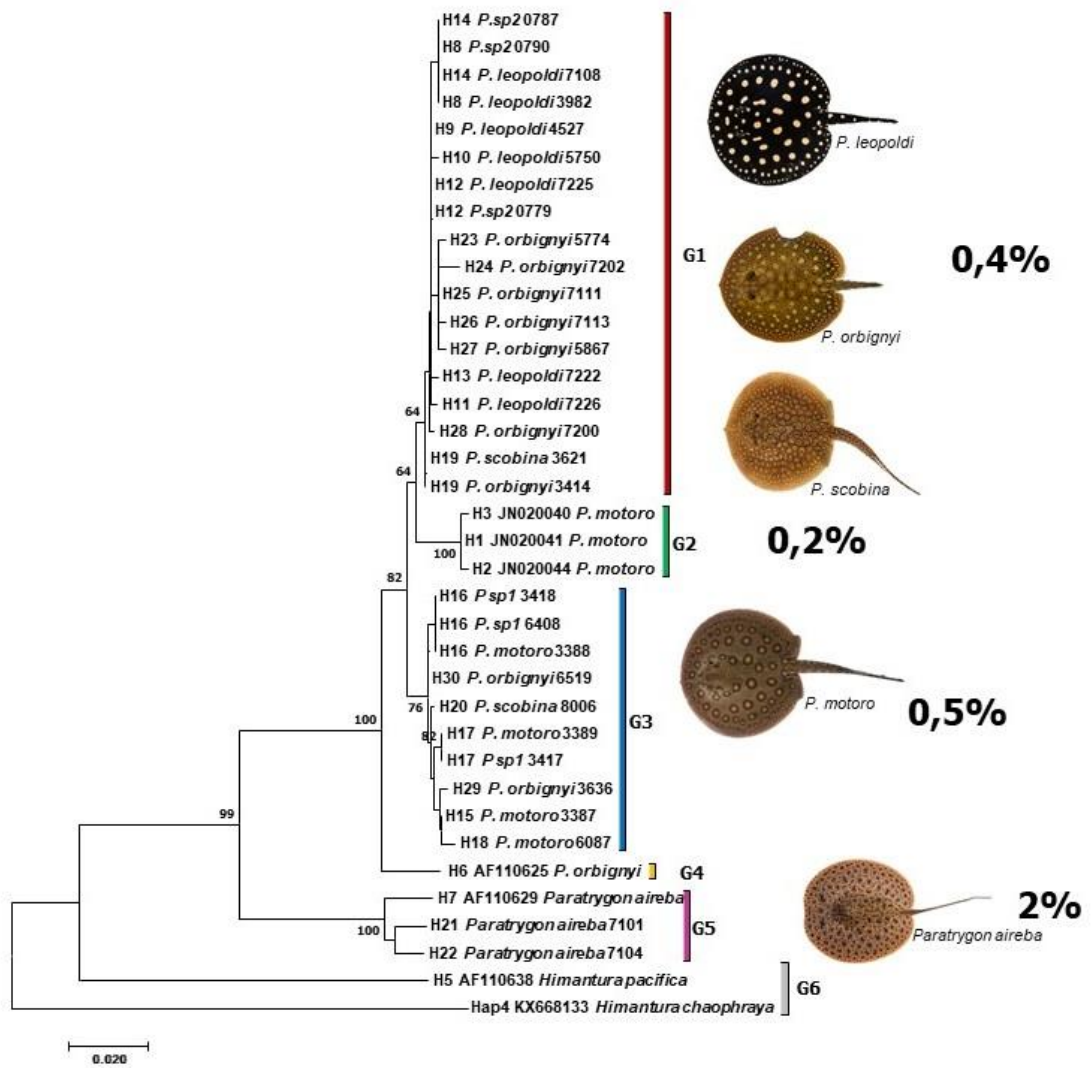 H14 P.sp2 0787
H8 P.sp2 0790
H14 P. leopoldi 7108
H8 P. leopoldi 3982
H9 P. leopoldi 4527
H10 P. leopoldi 5750
H12 P. leopoldi 7225
H12 P.sp2 0779
H23 P. orbignyi 5774
H24 P. orbignyi 7202
H25 P. orbignyi 7111
H26 P. orbignyi 7113
H27 P. orbignyi 5867
H13 P. leopoldi 7222
H11 P. leopoldi 7226
H28 P. orbignyi 7200
H19 P. scobina 3621
H19 P. orbignyi 3414
G1
P. leopoldi
P. orbignyi
P. scobina
0,4%
64
64
H3 JN020040 P. motoro
H1 JN020041 P. motoro
H2 JN020044 P. motoro
100
G2
0,2%
82
H16 P sp1 3418
H16 P.sp1 6408
H16 P. motoro 3388
H30 P. orbignyi 6519
H20 P. scobina 8006
H17 P. motoro 3389
H17 P sp1 3417
H29 P. orbignyi 3636
H15 P. motoro 3387
H18 P. motoro 6087
76
82
G3
P. motoro
0,5%
100
H6 AF110625 P. orbignyi
G4
99
H7 AF110629 Paratrygon aireba
H21 Paratrygon aireba 7101
H22 Paratrygon aireba 7104
100
G5
Paratrygon aireba
2%
H5 AF110638 Himantura pacifica
Hap4 KX668133 Himantura chaophraya
G6
0.020